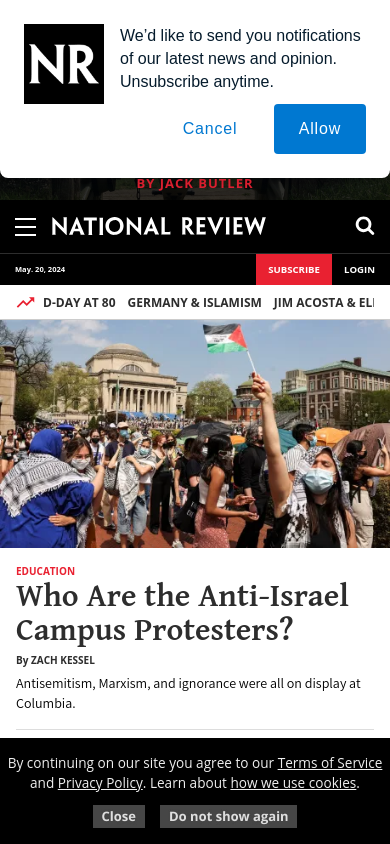 NR
We'd like to send you notifications
of our latest news and opinion.
Unsubscribe anytime.
Cancel
Allow
BY JACK BUTLER
NATIONAL REVIEW
May. 20, 2024
SUBSCRIBE
LOGIN
D-DAY AT 80 GERMANY & ISLAMISM JIM ACOSTA & ELI
EDUCATION
Who Are the Anti-Israel
Campus Protesters?
By ZACH KESSEL
Antisemitism, Marxism, and ignorance were all on display at
Columbia.
By continuing on our site you agree to our Terms of Service
and Privacy Policy. Learn about how we use cookies.
Close
Do not show again